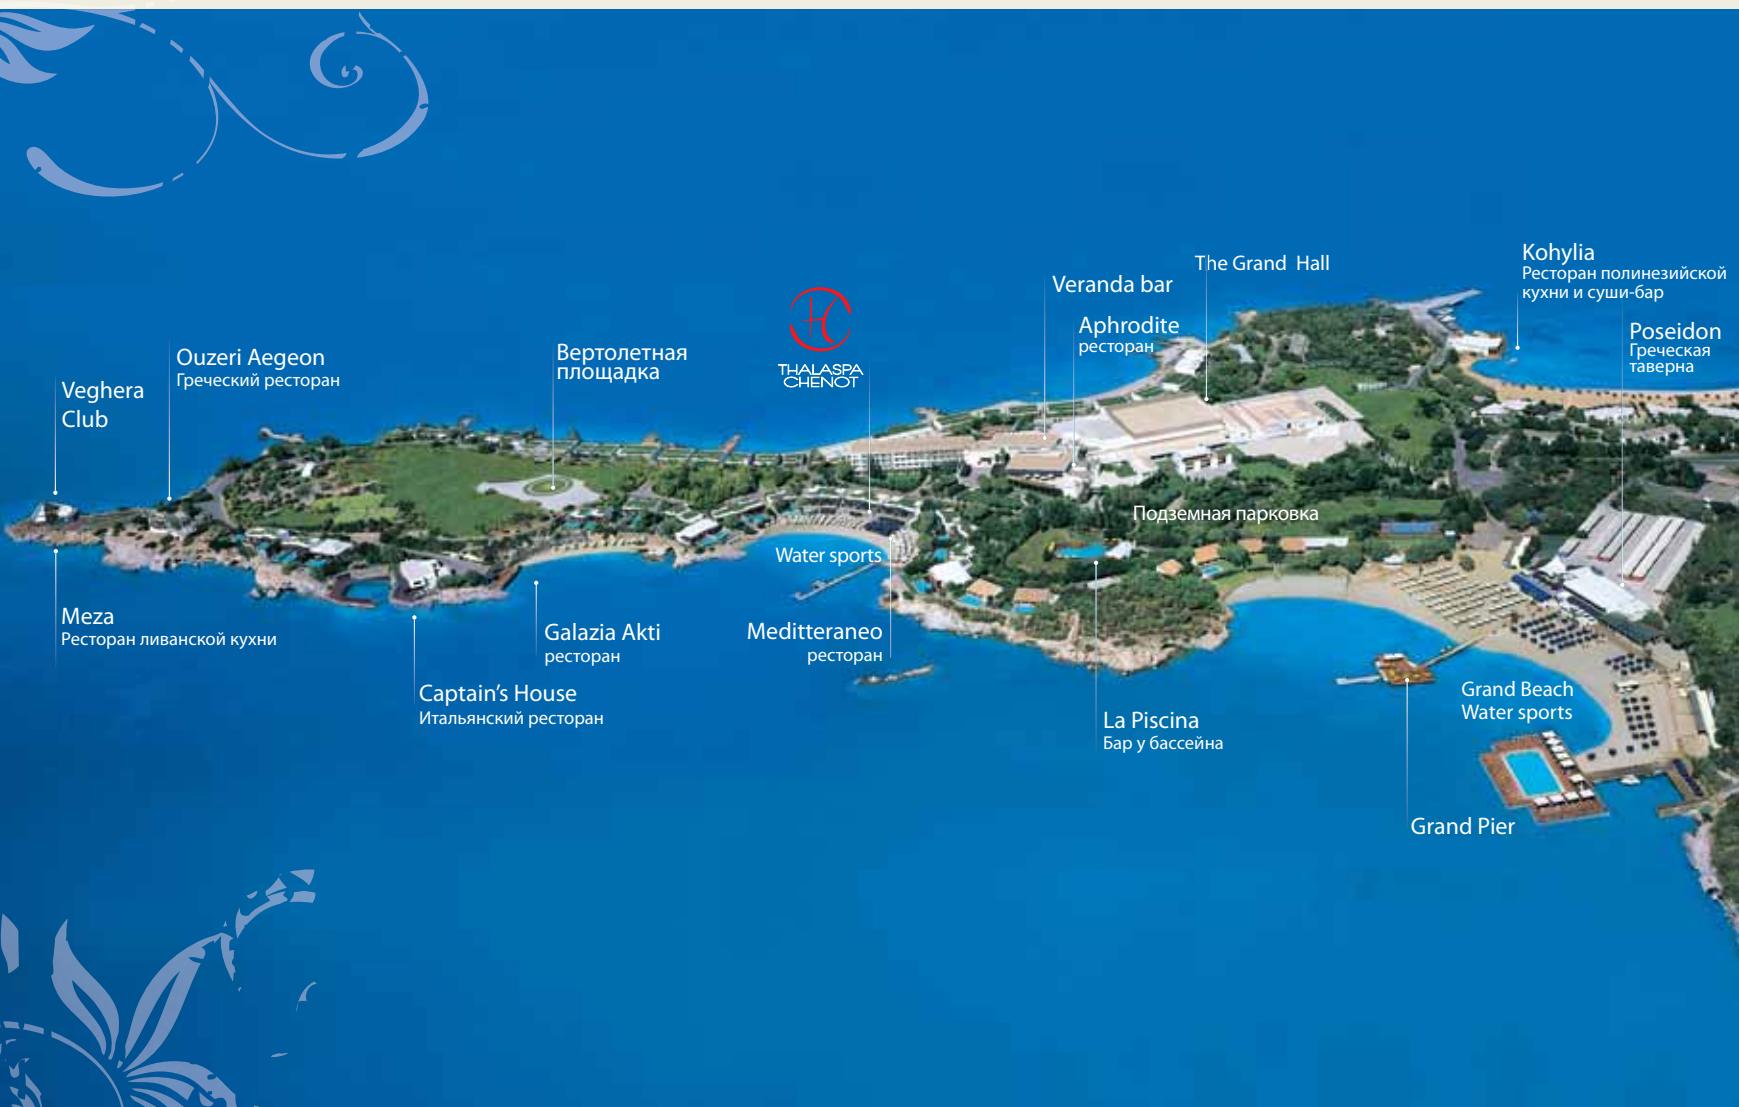 Kohylia
Ресторан полинезийской
кухни и суши-бар
The Grand Hall
Veranda bar
Aphrodite
ресторан
Poseidon
Греческая
таверна
THALASPA
CHENOT
Вертолетная
площадка
Ouzeri Aegeon
Греческий ресторан
Veghera
Club
Подземная парковка
Water sports
Meza
Ресторан ливанской кухни
Galazia Akti
ресторан
Meditteraneo
ресторан
Captain's House
Итальянский ресторан
Grand Beach
Water sports
La Piscina
Бар у бассейна
Grand Pier